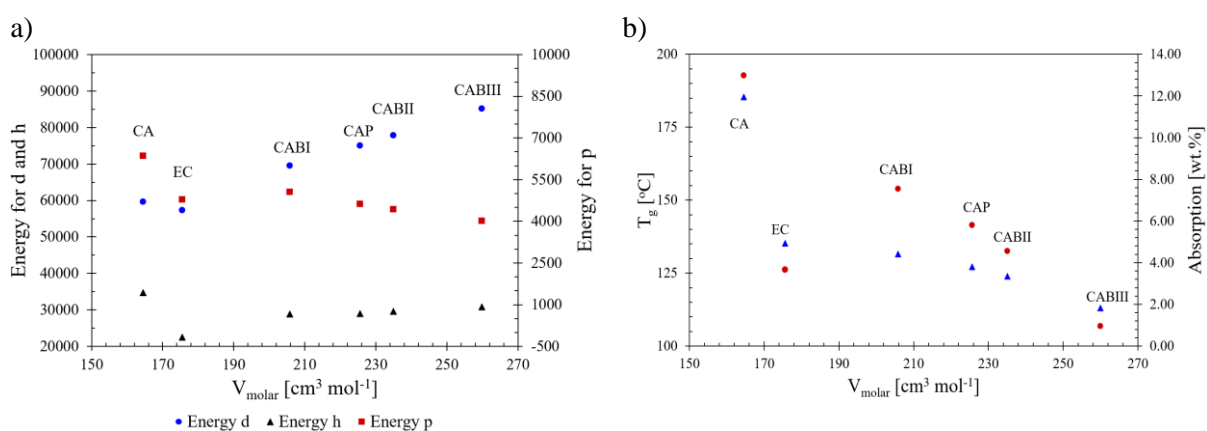 a)
100000
90000
80000
70000
60000
50000
40000
30000
20000
Energy for d and h
10000
8500
7000
5500
4000
2500
1000
-500
Energy for p
CA
EC
CABI
CAP
CABII
CABIII
150 170 190 210 230 250 270
V_molar [cm³ mol⁻¹]
Energy d Energy h Energy p
b)
200
175
150
125
100
T_g [ºC]
14.00
12.00
10.00
8.00
6.00
4.00
2.00
0.00
Absorption [wt.%]
CA
EC
CABI
CAP
CABII
CABIII
150 170 190 210 230 250 270
V_molar [cm³ mol⁻¹]